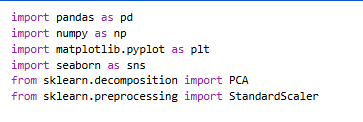 import pandas as pd
import numpy as np
import matplotlib.pyplot as plt
import seaborn as sns
from sklearn.decomposition import PCA
from sklearn.preprocessing import StandardScaler